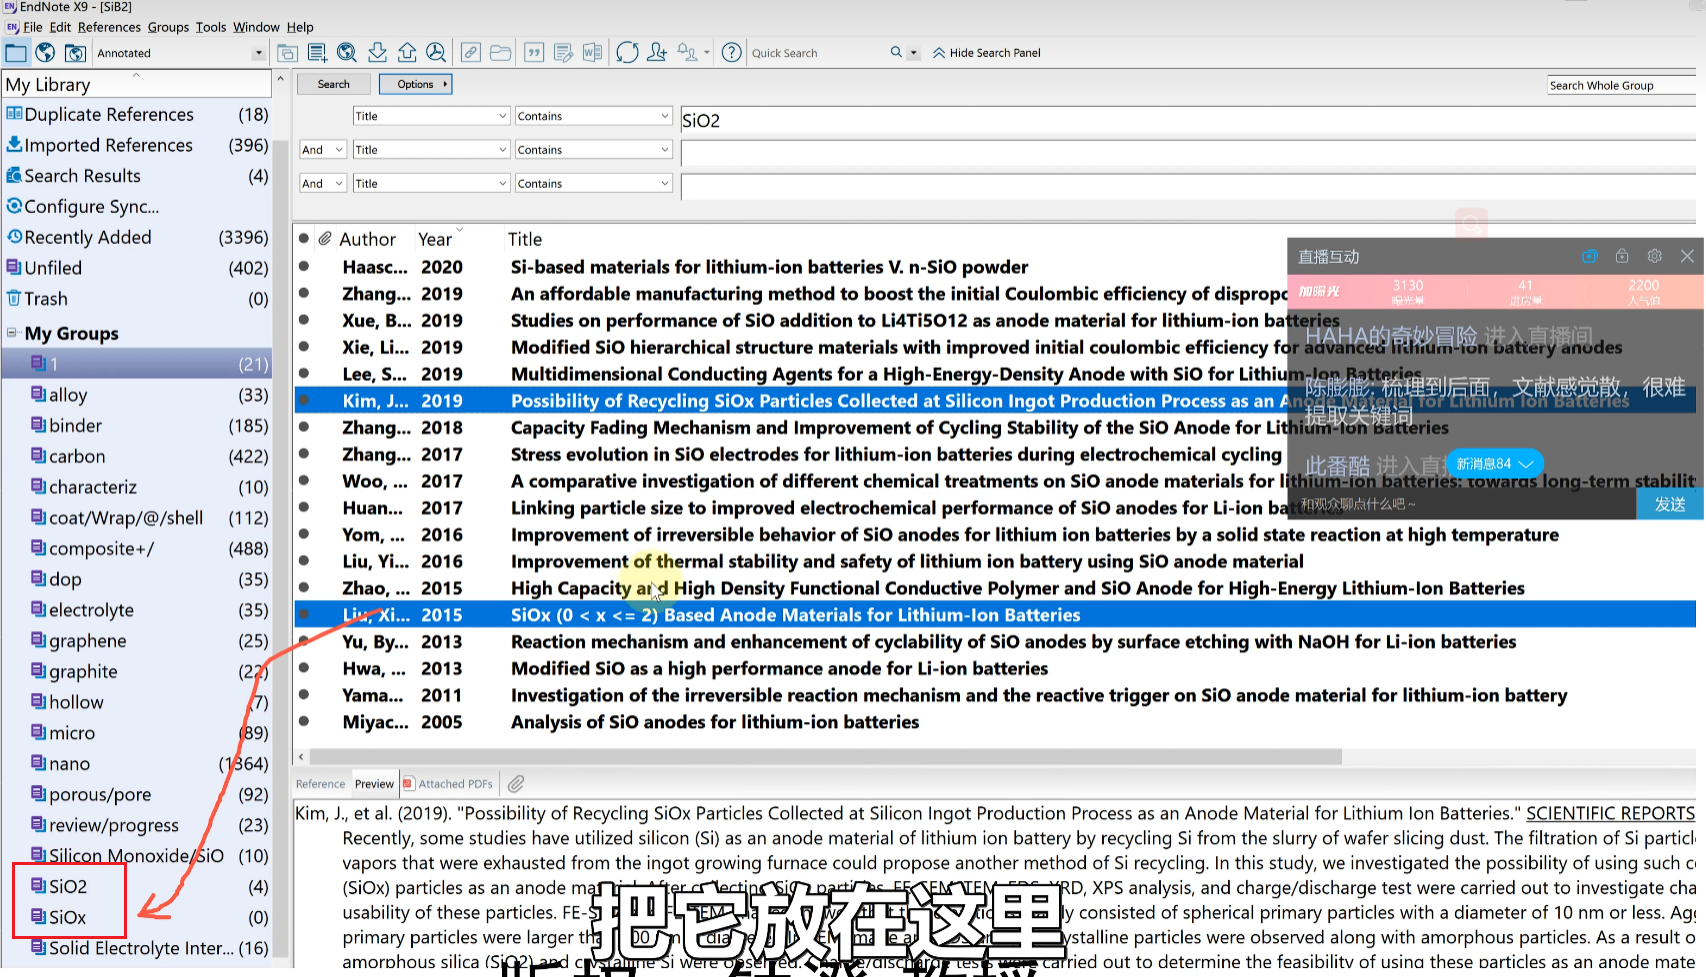 EndNote X9 - [SiB2]
File Edit References Groups Tools Window Help
Annotated
Quick Search
Hide Search Panel
My Library
Duplicate References (18)
Imported References (396)
Search Results (4)
Configure Sync...
Recently Added (3396)
Unfiled (402)
Trash (0)
My Groups
1 (21)
alloy (33)
binder (185)
carbon (422)
characteriz (10)
coat/Wrap/@/shell (112)
composite+/ (488)
dop (35)
electrolyte (35)
graphene (25)
graphite (22)
hollow (7)
micro (89)
nano (1364)
porous/pore (92)
review/progress (23)
Silicon Monoxide/SiO (10)
SiO2 (4)
SiOx (0)
Solid Electrolyte Inter... (16)
Search Options Search Whole Group
Title Contains SiO2
And Title Contains
And Title Contains
Author Year Title
Haasc... 2020 Si-based materials for lithium-ion batteries V. n-SiO powder
Zhang... 2019 An affordable manufacturing method to boost the initial Coulombic efficiency of dispropo
Xue, B... 2019 Studies on performance of SiO addition to Li4Ti5O12 as anode material for lithium-ion batteries
Xie, Li... 2019 Modified SiO hierarchical structure materials with improved initial coulombic efficiency for advanced lithium-ion battery anodes
Lee, S... 2019 Multidimensional Conducting Agents for a High-Energy-Density Anode with SiO for Lithium-Ion Batteries
Kim, J... 2019 Possibility of Recycling SiOx Particles Collected at Silicon Ingot Production Process as an Anode Material for Lithium Ion Batteries
Zhang... 2018 Capacity Fading Mechanism and Improvement of Cycling Stability of the SiO Anode for Lithium-Ion Batteries
Zhang... 2017 Stress evolution in SiO electrodes for lithium-ion batteries during electrochemical cycling
Woo, ... 2017 A comparative investigation of different chemical treatments on SiO anode materials for lithium-ion batteries: towards long-term stability
Huan... 2017 Linking particle size to improved electrochemical performance of SiO anodes for Li-ion batteries
Yom, ... 2016 Improvement of irreversible behavior of SiO anodes for lithium ion batteries by a solid state reaction at high temperature
Liu, Yi... 2016 Improvement of thermal stability and safety of lithium ion battery using SiO anode material
Zhao, ... 2015 High Capacity and High Density Functional Conductive Polymer and SiO Anode for High-Energy Lithium-Ion Batteries
Liu, Xi... 2015 SiOx (0 < x <= 2) Based Anode Materials for Lithium-Ion Batteries
Yu, By... 2013 Reaction mechanism and enhancement of cyclability of SiO anodes by surface etching with NaOH for Li-ion batteries
Hwa, ... 2013 Modified SiO as a high performance anode for Li-ion batteries
Yama... 2011 Investigation of the irreversible reaction mechanism and the reactive trigger on SiO anode material for lithium-ion battery
Miyac... 2005 Analysis of SiO anodes for lithium-ion batteries
直播互动
加曝光 3130 41 2200
曝光量 进房量 人气值
HAHA的奇妙冒险 进入直播间
陈膨膨: 梳理到后面，文献感觉散，很难
提取关键词
此番酷 进入直
新消息84
和观众聊点什么吧~
发送
Reference Preview Attached PDFs
Kim, J., et al. (2019). "Possibility of Recycling SiOx Particles Collected at Silicon Ingot Production Process as an Anode Material for Lithium Ion Batteries." SCIENTIFIC REPORTS
Recently, some studies have utilized silicon (Si) as an anode material of lithium ion battery by recycling Si from the slurry of wafer slicing dust. The filtration of Si particl
vapors that were exhausted from the ingot growing furnace could propose another method of Si recycling. In this study, we investigated the possibility of using such c
(SiOx) particles as an anode material. After collecting SiOx particles, FE-SEM, TEM, EDS, XRD, XPS analysis, and charge/discharge test were carried out to investigate cha
usability of these particles. FE-S y consisted of spherical primary particles with a diameter of 10 nm or less. Agg
primary particles were larger tha ystalline particles were observed along with amorphous particles. As a result o
amorphous silica (SiO2) and crystalline Si were observed. Charge/discharge tests were carried out to determine the feasibility of using these particles as an anode mate
把它放在这里